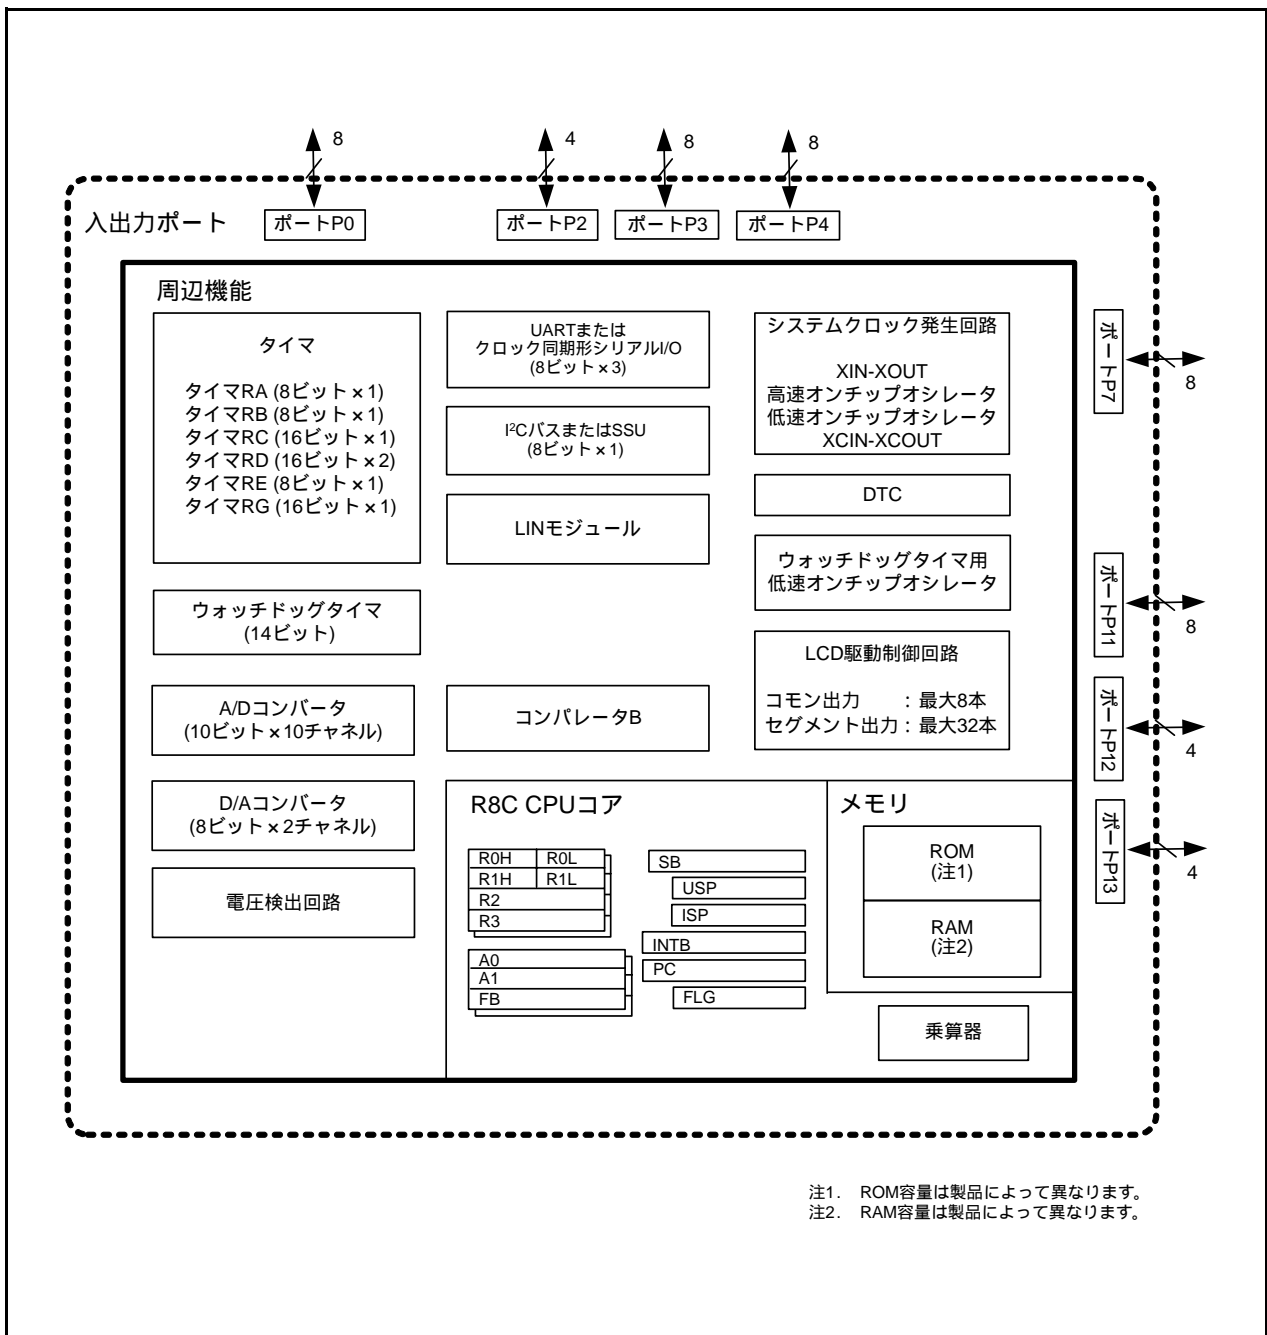 8
4
8
8
入出力ポート
ポートP0
ポートP2
ポートP3
ポートP4
周辺機能
タイマ
タイマRA (8ビット×1)
タイマRB (8ビット×1)
タイマRC (16ビット×1)
タイマRD (16ビット×2)
タイマRE (8ビット×1)
タイマRG (16ビット×1)
ウォッチドッグタイマ
(14ビット)
A/Dコンバータ
(10ビット×10チャネル)
D/Aコンバータ
(8ビット×2チャネル)
電圧検出回路
UARTまたは
クロック同期形シリアルI/O
(8ビット×3)
I²CバスまたはSSU
(8ビット×1)
LINモジュール
コンパレータB
システムクロック発生回路
XIN-XOUT
高速オンチップオシレータ
低速オンチップオシレータ
XCIN-XCOUT
DTC
ウォッチドッグタイマ用
低速オンチップオシレータ
LCD駆動制御回路
コモン出力 : 最大8本
セグメント出力 : 最大32本
R8C CPUコア
R0H R0L
R1H R1L
R2
R3
A0
A1
FB
SB
USP
ISP
INTB
PC
FLG
メモリ
ROM
(注1)
RAM
(注2)
乗算器
ポートP7
8
ポートP11
8
ポートP12
4
ポートP13
4
注1. ROM容量は製品によって異なります。
注2. RAM容量は製品によって異なります。